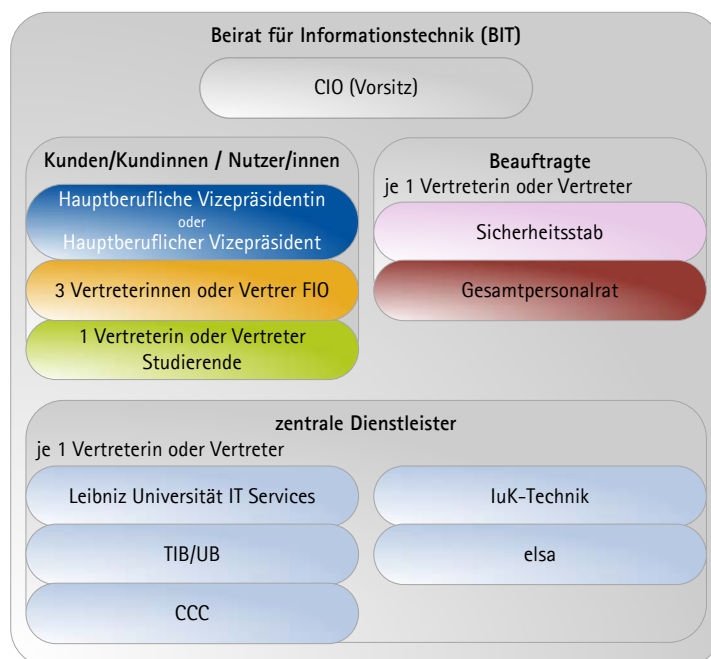 Beirat für Informationstechnik (BIT)
CIO (Vorsitz)
Kunden/Kundinnen / Nutzer/innen
Hauptberufliche Vizepräsidentin
oder
Hauptberuflicher Vizepräsident
3 Vertreterinnen oder Vertrer FIO
1 Vertreterin oder Vertreter
Studierende
Beauftragte
je 1 Vertreterin oder Vertreter
Sicherheitsstab
Gesamtpersonalrat
zentrale Dienstleister
je 1 Vertreterin oder Vertreter
Leibniz Universität IT Services
IuK-Technik
TIB/UB
elsa
CCC